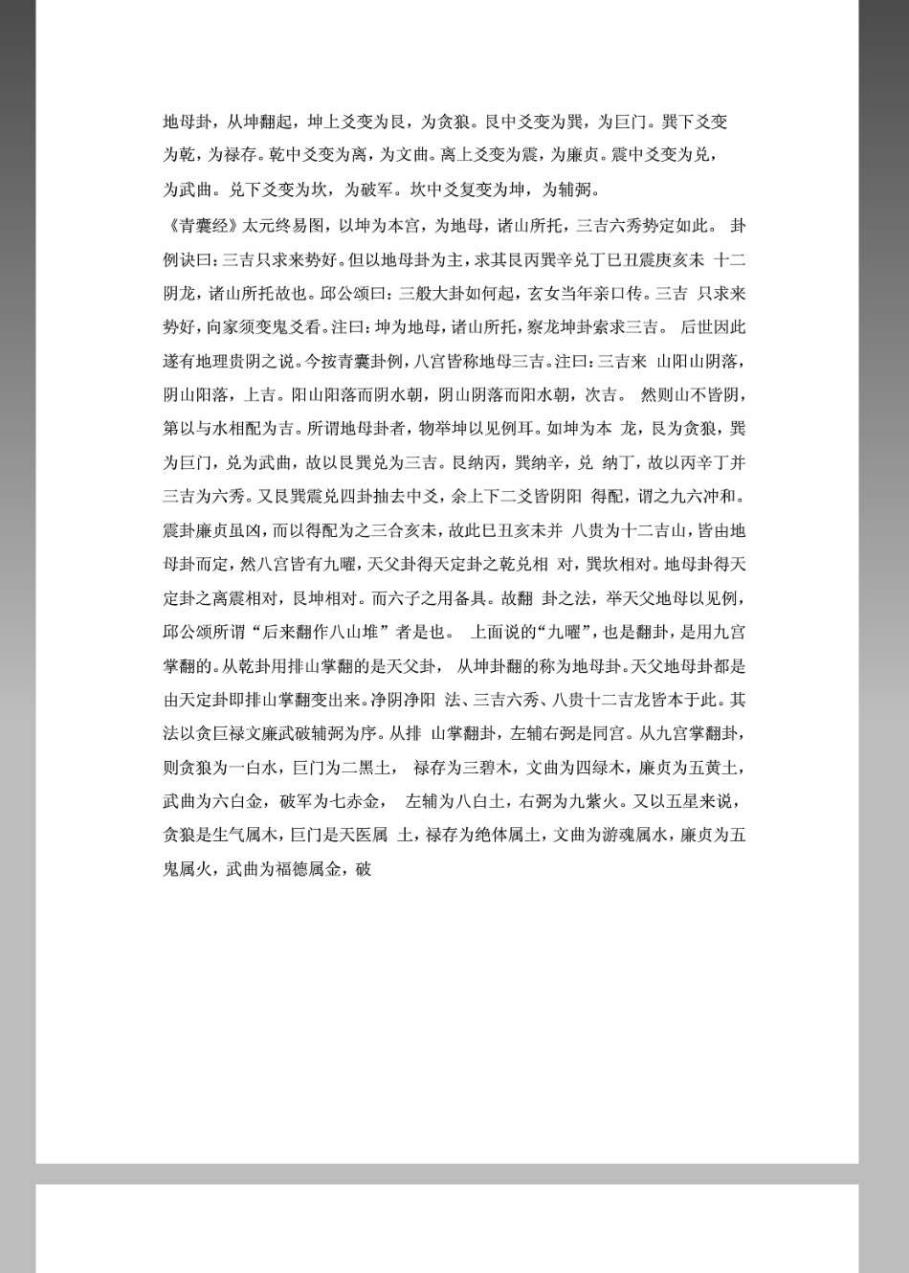 地母卦，从坤翻起，坤上爻变为艮，为贪狼。艮中爻变为巽，为巨门。巽下爻变
为乾，为禄存。乾中爻变为离，为文曲。离上爻变为震，为廉贞。震中爻变为兑，
为武曲。兑下爻变为坎，为破军。坎中爻复变为坤，为辅弼。
《青囊经》太元终易图，以坤为本宫，为地母，诸山所托，三吉六秀势定如此。 卦
例诀曰：三吉只求来势好。但以地母卦为主，求其艮丙巽辛兑丁巳丑震庚亥未 十二
阴龙，诸山所托故也。邱公颂曰：三般大卦如何起，玄女当年亲口传。三吉 只求来
势好，向家须变鬼爻看。注曰：坤为地母，诸山所托，察龙坤卦索求三吉。 后世因此
遂有地理贵阴之说。今按青囊卦例，八宫皆称地母三吉。注曰：三吉来 山阳山阴落，
阴山阳落，上吉。阳山阳落而阴水朝，阴山阴落而阳水朝，次吉。 然则山不皆阴，
第以与水相配为吉。所谓地母卦者，物举坤以见例耳。如坤为本 龙，艮为贪狼，巽
为巨门，兑为武曲，故以艮巽兑为三吉。艮纳丙，巽纳辛，兑 纳丁，故以丙辛丁并
三吉为六秀。又艮巽震兑四卦抽去中爻，余上下二爻皆阴阳 得配，谓之九六冲和。
震卦廉贞虽凶，而以得配为之三合亥未，故此巳丑亥未并 八贵为十二吉山，皆由地
母卦而定，然八宫皆有九曜，天父卦得天定卦之乾兑相 对，巽坎相对。地母卦得天
定卦之离震相对，艮坤相对。而六子之用备具。故翻 卦之法，举天父地母以见例，
邱公颂所谓“后来翻作八山堆”者是也。 上面说的“九曜”，也是翻卦，是用九宫
掌翻的。从乾卦用排山掌翻的是天父卦， 从坤卦翻的称为地母卦。天父地母卦都是
由天定卦即排山掌翻变出来。净阴净阳 法、三吉六秀、八贵十二吉龙皆本于此。其
法以贪巨禄文廉武破辅弼为序。从排 山掌翻卦，左辅右弼是同宫。从九宫掌翻卦，
则贪狼为一白水，巨门为二黑土， 禄存为三碧木，文曲为四绿木，廉贞为五黄土，
武曲为六白金，破军为七赤金， 左辅为八白土，右弼为九紫火。又以五星来说，
贪狼是生气属木，巨门是天医属 土，禄存为绝体属土，文曲为游魂属水，廉贞为五
鬼属火，武曲为福德属金，破